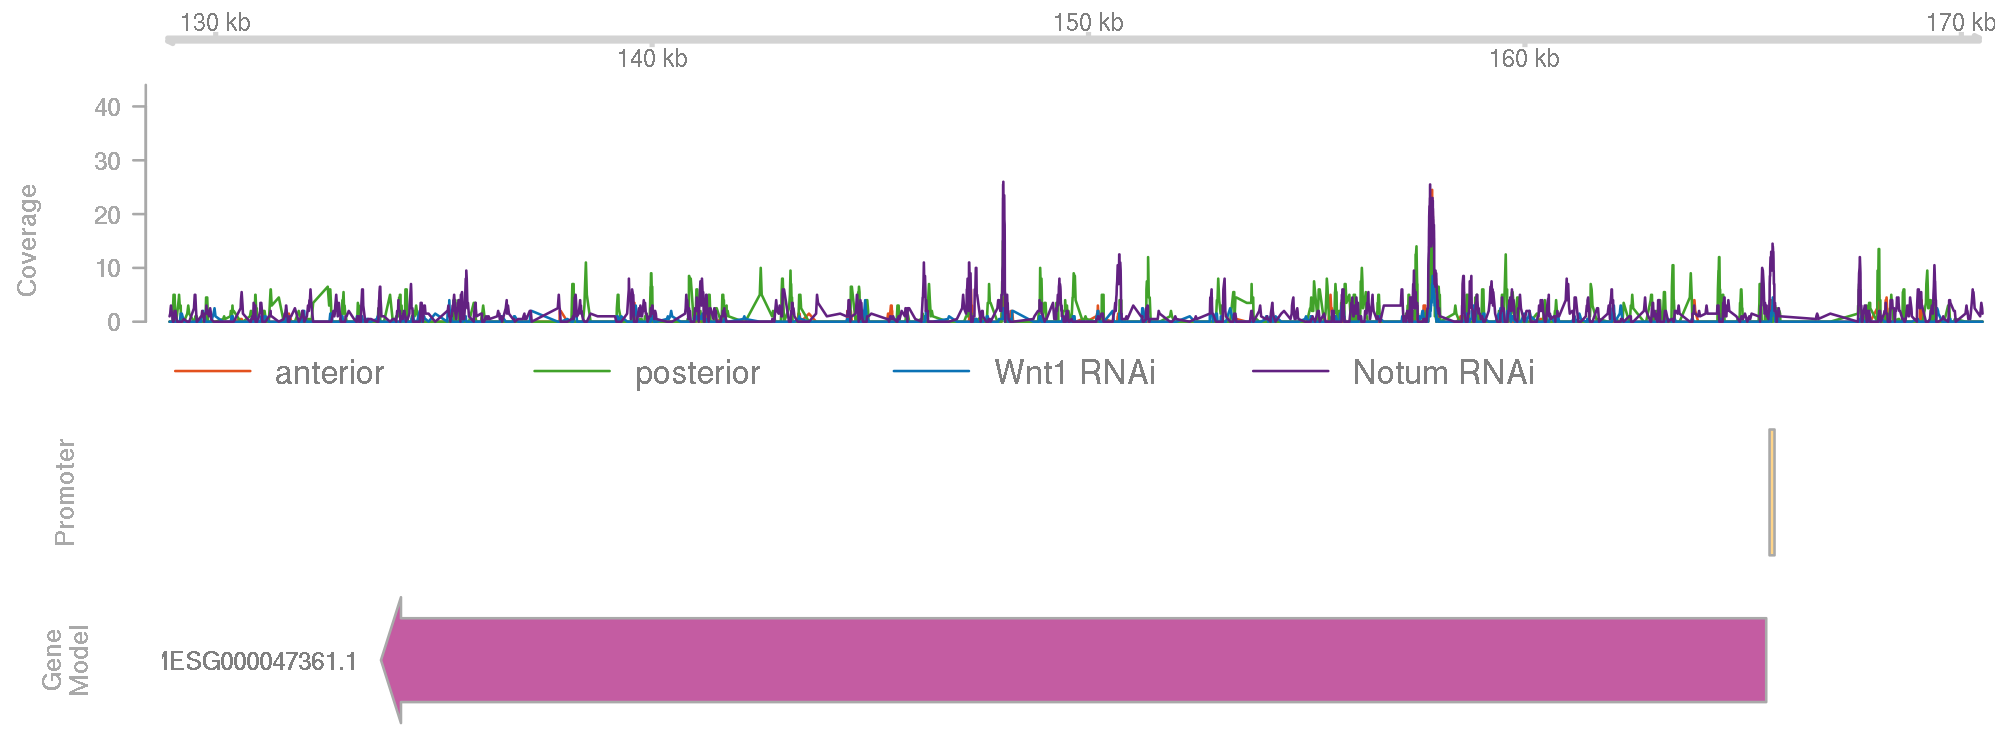 130 kb 150 kb 170 kb
140 kb 160 kb
Coverage
40
30
20
10
0
anterior posterior Wnt1 RNAi Notum RNAi
Promoter
Gene
Model
ESG000047361.1